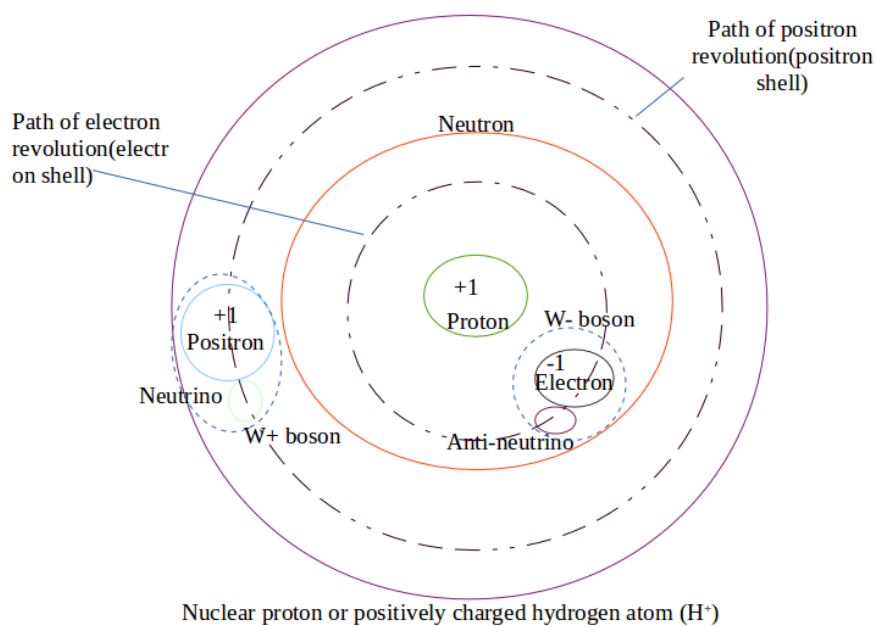 Path of positron
revolution(positron
shell)
Path of electron
revolution(electr
on shell)
Neutron
+1
Proton
W- boson
-1
Electron
Anti-neutrino
+1
Positron
Neutrino
W+ boson
Nuclear proton or positively charged hydrogen atom (H⁺)